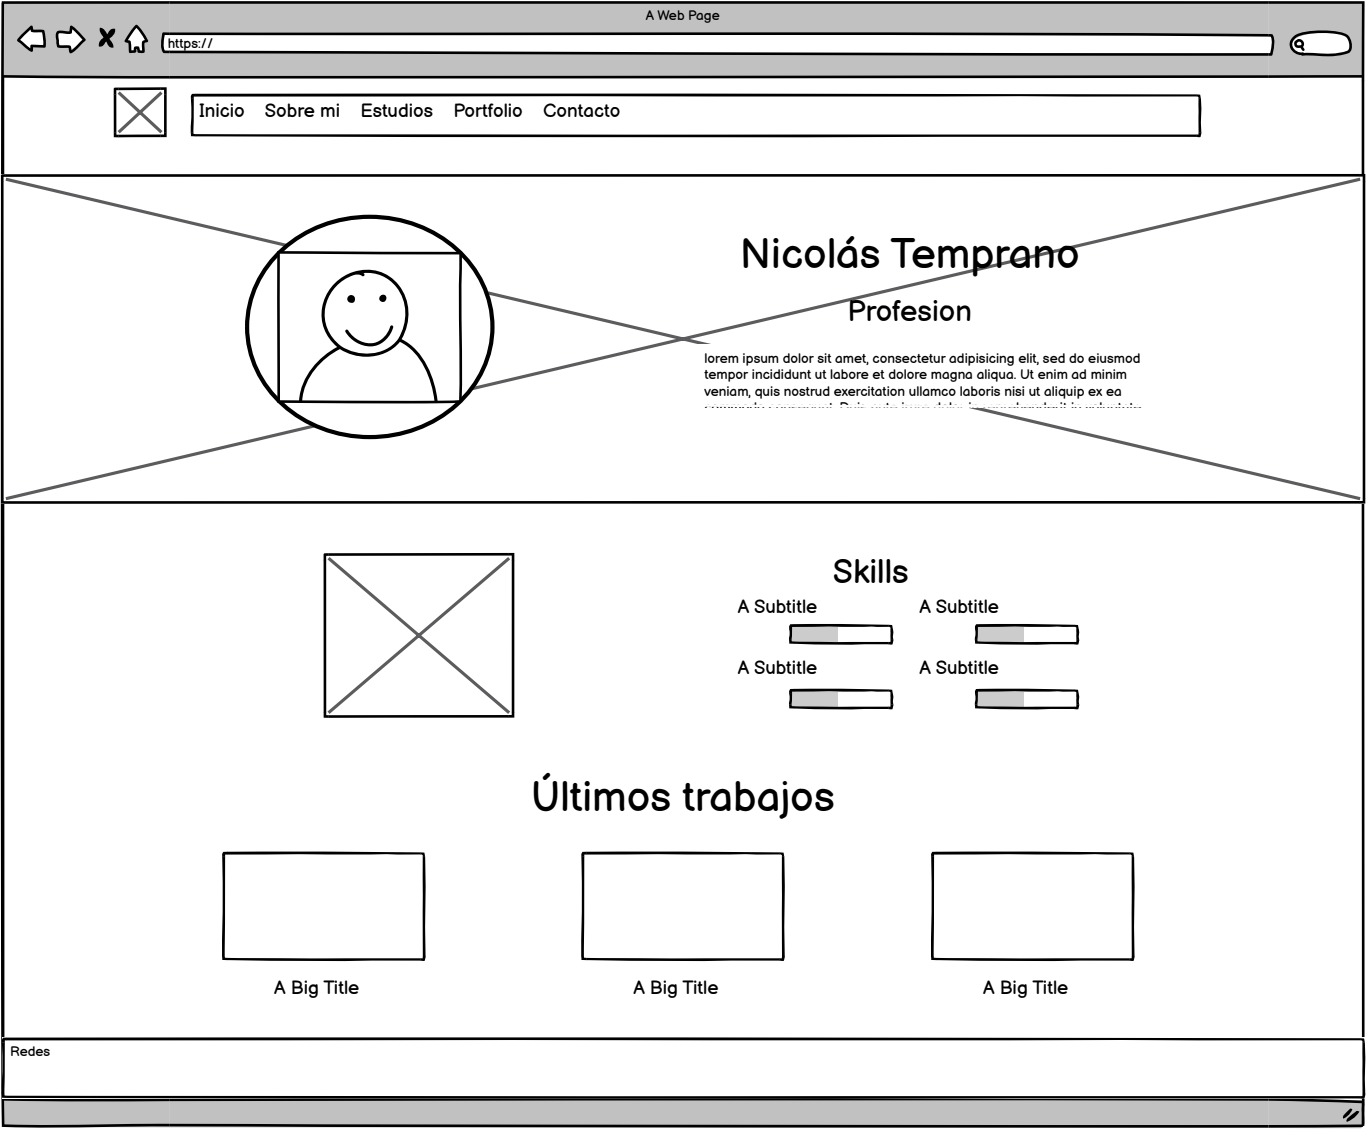 A Web Page
https://
Inicio Sobre mi Estudios Portfolio Contacto
Nicolás Temprano
Profesion
lorem ipsum dolor sit amet, consectetur adipisicing elit, sed do eiusmod
tempor incididunt ut labore et dolore magna aliqua. Ut enim ad minim
veniam, quis nostrud exercitation ullamco laboris nisi ut aliquip ex ea
Skills
A Subtitle A Subtitle
A Subtitle A Subtitle
Últimos trabajos
A Big Title A Big Title A Big Title
Redes